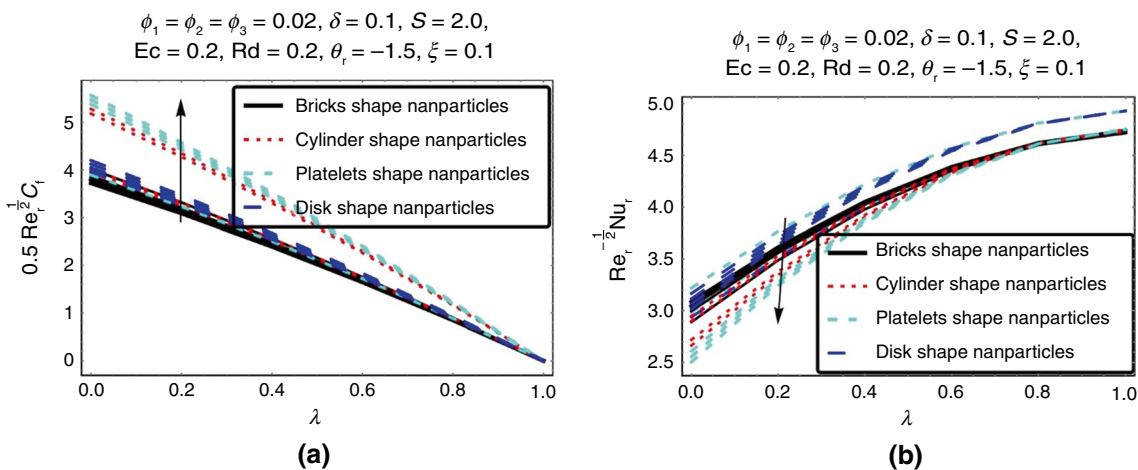 ϕ₁ = ϕ₂ = ϕ₃ = 0.02, δ = 0.1, S = 2.0,
Ec = 0.2, Rd = 0.2, θᵣ = −1.5, ξ = 0.1
5
4
3
2
1
0
0.5 Reᵣ^½ C_f
Bricks shape nanparticles
Cylinder shape nanparticles
Platelets shape nanparticles
Disk shape nanparticles
0.0 0.2 0.4 0.6 0.8 1.0
λ
(a)
ϕ₁ = ϕ₂ = ϕ₃ = 0.02, δ = 0.1, S = 2.0,
Ec = 0.2, Rd = 0.2, θᵣ = −1.5, ξ = 0.1
5.0
4.5
4.0
3.5
3.0
2.5
Reᵣ^−½ Nuᵣ
Bricks shape nanparticles
Cylinder shape nanparticles
Platelets shape nanparticles
Disk shape nanparticles
0.0 0.2 0.4 0.6 0.8 1.0
λ
(b)